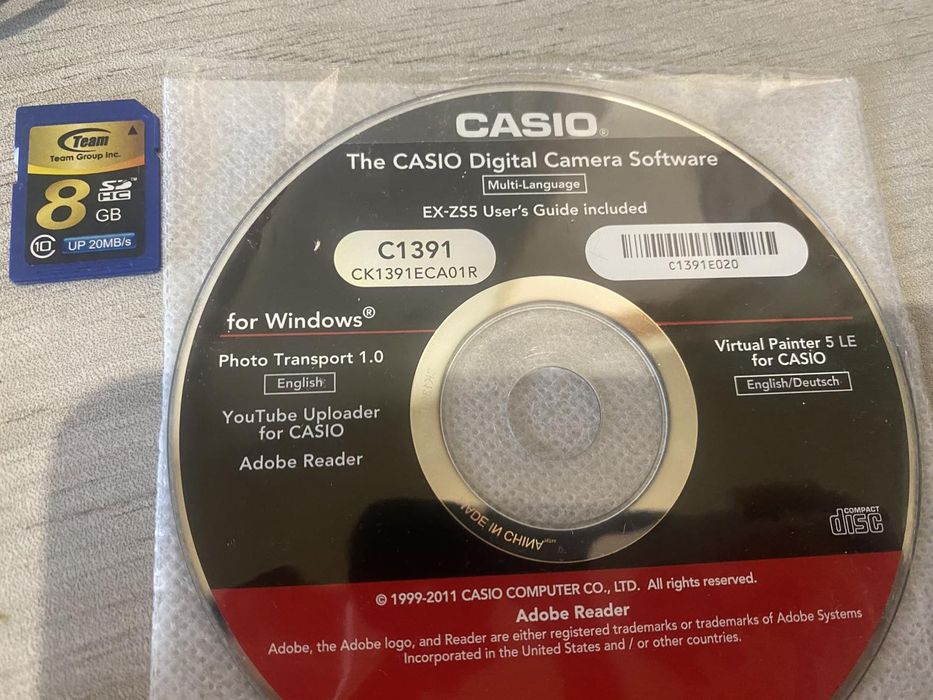 Team
Team Group Inc.
8 GB
SD HC™
10
UP 20MB/s
CASIO®
The CASIO Digital Camera Software
Multi-Language
EX-ZS5 User's Guide included
C1391
CK1391ECA01R
C1391E020
for Windows®
Photo Transport 1.0
English
YouTube Uploader
for CASIO
Adobe Reader
Virtual Painter 5 LE
for CASIO
English/Deutsch
MADE IN CHINA
COMPACT
disc
© 1999-2011 CASIO COMPUTER CO., LTD. All rights reserved.
Adobe Reader
Adobe, the Adobe logo, and Reader are either registered trademarks or trademarks of Adobe Systems
Incorporated in the United States and / or other countries.